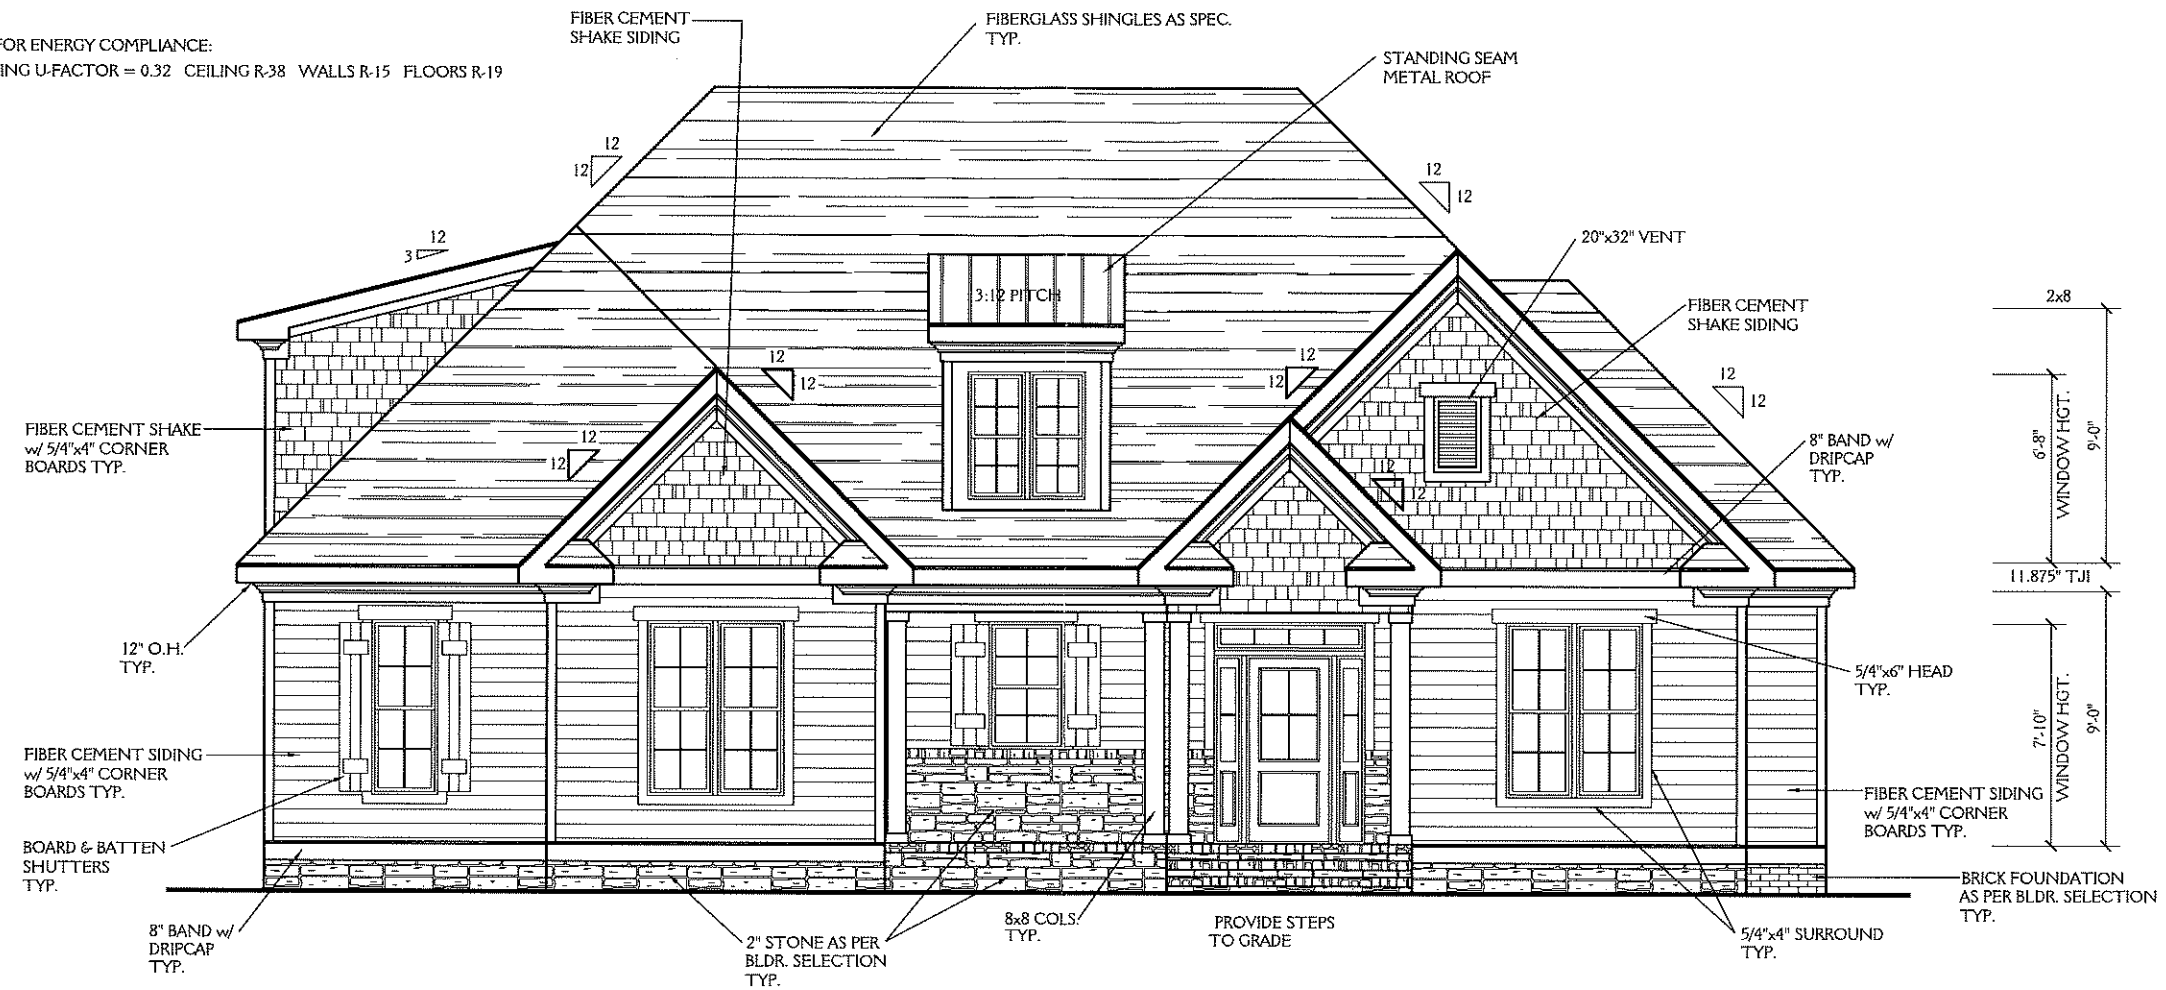 FOR ENERGY COMPLIANCE:
ING U-FACTOR = 0.32 CEILING R-38 WALLS R-15 FLOORS R-19
FIBER CEMENT
SHAKE SIDING
FIBERGLASS SHINGLES AS SPEC.
TYP.
STANDING SEAM
METAL ROOF
12
12
12
12
12
3
20"x32" VENT
3:12 PITCH
FIBER CEMENT
SHAKE SIDING
2x8
12
12
12
12
12
12
12
12
12
12
6'-8"
WINDOW HGT.
9'-0"
FIBER CEMENT SHAKE
w/ 5/4"x4" CORNER
BOARDS TYP.
8" BAND w/
DRIPCAP
TYP.
11.875" TJI
12" O.H.
TYP.
5/4"x6" HEAD
TYP.
7'-10"
WINDOW HGT.
9'-0"
FIBER CEMENT SIDING
w/ 5/4"x4" CORNER
BOARDS TYP.
FIBER CEMENT SIDING
w/ 5/4"x4" CORNER
BOARDS TYP.
BOARD & BATTEN
SHUTTERS
TYP.
BRICK FOUNDATION
AS PER BLDR. SELECTION
TYP.
8" BAND w/
DRIPCAP
TYP.
2" STONE AS PER
BLDR. SELECTION
TYP.
8x8 COLS.
TYP.
PROVIDE STEPS
TO GRADE
5/4"x4" SURROUND
TYP.